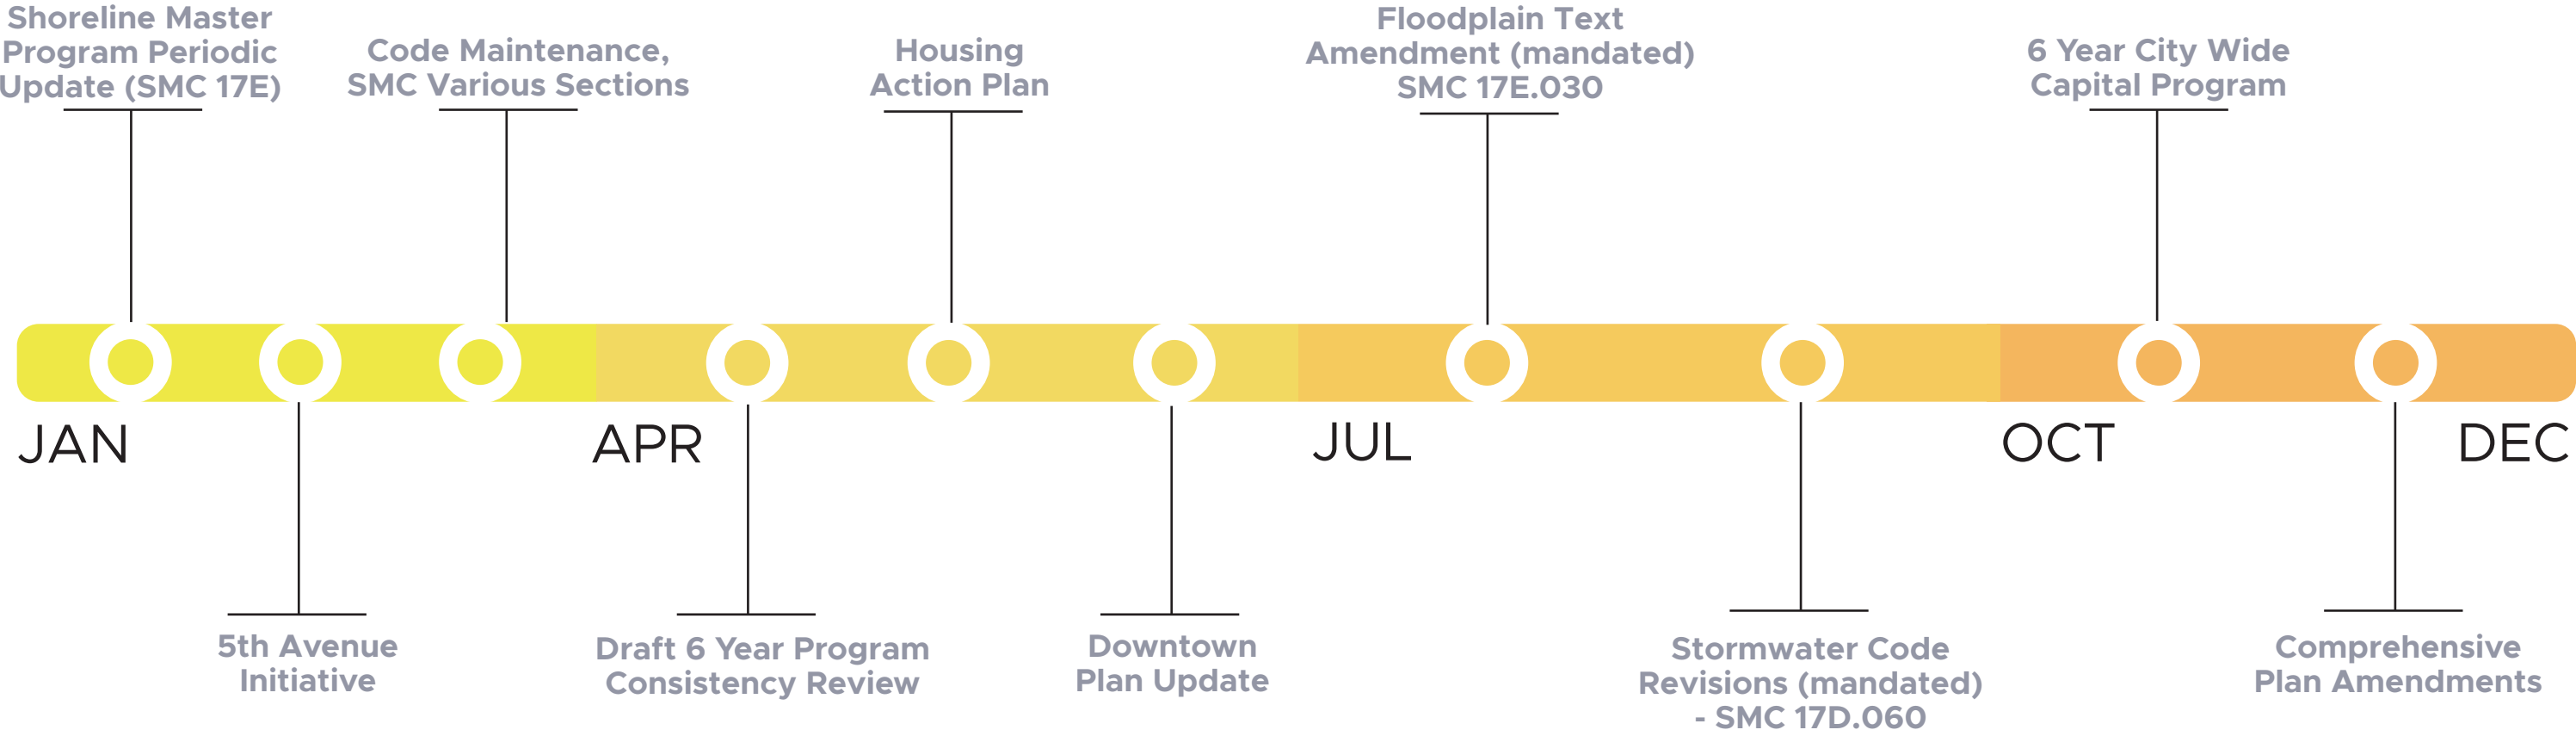 Shoreline Master
Program Periodic
Update (SMC 17E)
Code Maintenance,
SMC Various Sections
Housing
Action Plan
Floodplain Text
Amendment (mandated)
SMC 17E.030
6 Year City Wide
Capital Program
JAN
APR
JUL
OCT
DEC
5th Avenue
Initiative
Draft 6 Year Program
Consistency Review
Downtown
Plan Update
Stormwater Code
Revisions (mandated)
- SMC 17D.060
Comprehensive
Plan Amendments